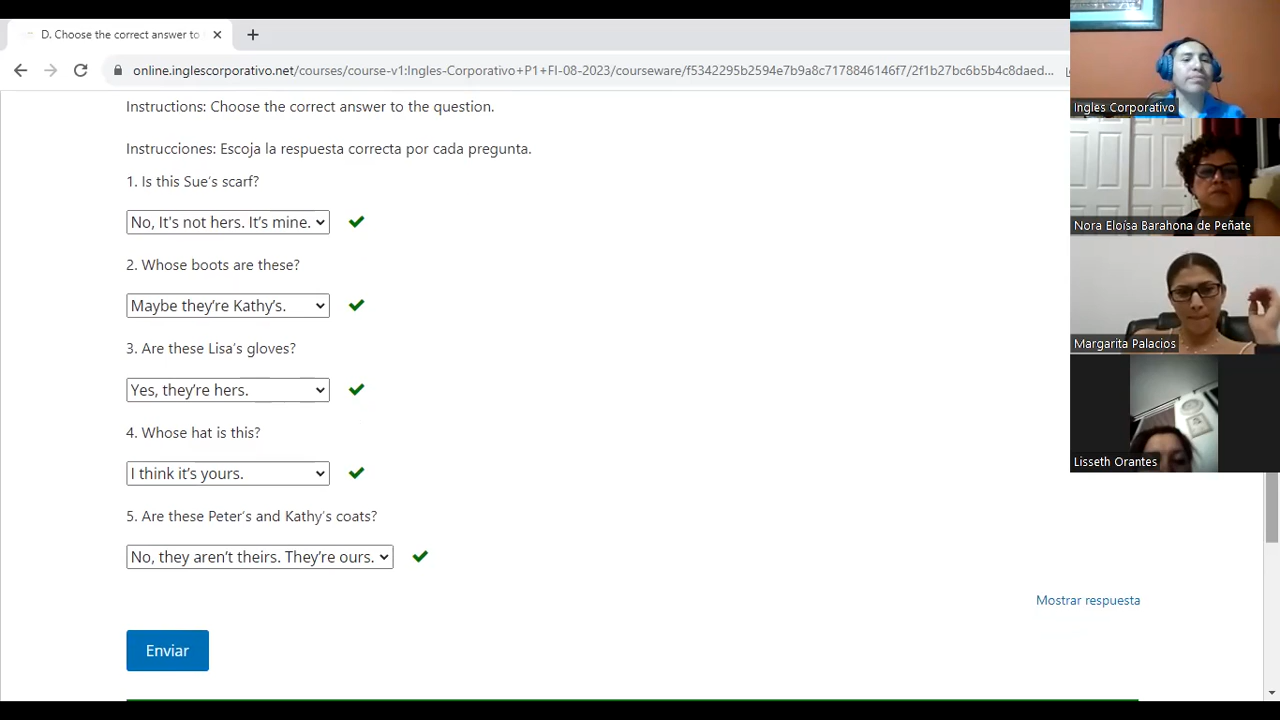 D. Choose the correct answer to
online.inglescorporativo.net/courses/course-v1:Ingles-Corporativo+P1+FI-08-2023/courseware/f5342295b2594e7b9a8c7178846146f7/2f1b27bc6b5b4c8daed...
Instructions: Choose the correct answer to the question.
Instrucciones: Escoja la respuesta correcta por cada pregunta.
1. Is this Sue's scarf?
No, It's not hers. It's mine.
2. Whose boots are these?
Maybe they're Kathy's.
3. Are these Lisa's gloves?
Yes, they're hers.
4. Whose hat is this?
I think it's yours.
5. Are these Peter's and Kathy's coats?
No, they aren't theirs. They're ours.
Mostrar respuesta
Enviar
Ingles Corporativo
Nora Eloísa Barahona de Peñate
Margarita Palacios
Lisseth Orantes